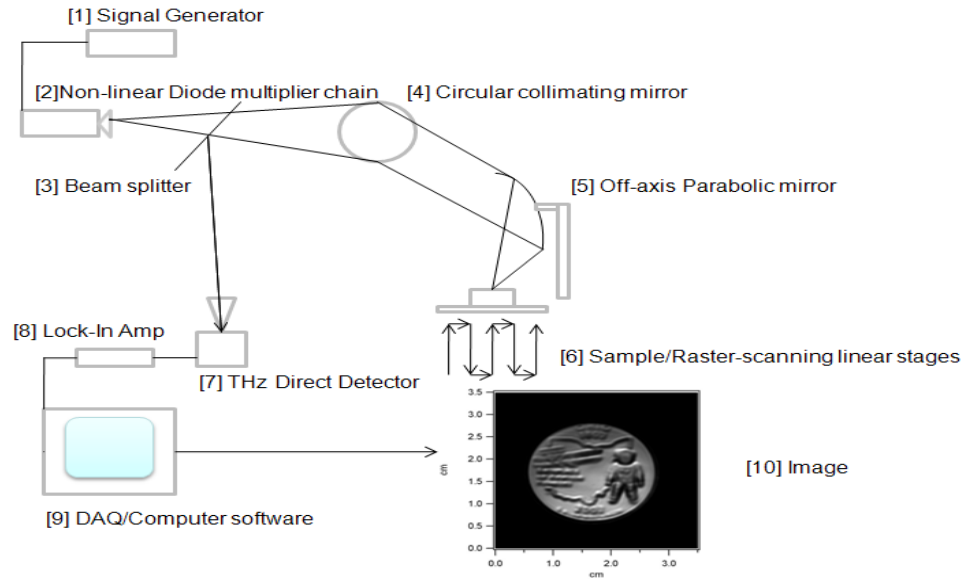 [1] Signal Generator
[2]Non-linear Diode multiplier chain
[4] Circular collimating mirror
[3] Beam splitter
[5] Off-axis Parabolic mirror
[8] Lock-In Amp
[7] THz Direct Detector
[6] Sample/Raster-scanning linear stages
3.5
3.0
2.5
2.0
1.5
1.0
0.5
0.0
cm
0.0
1.0
2.0
3.0
cm
[10] Image
[9] DAQ/Computer software